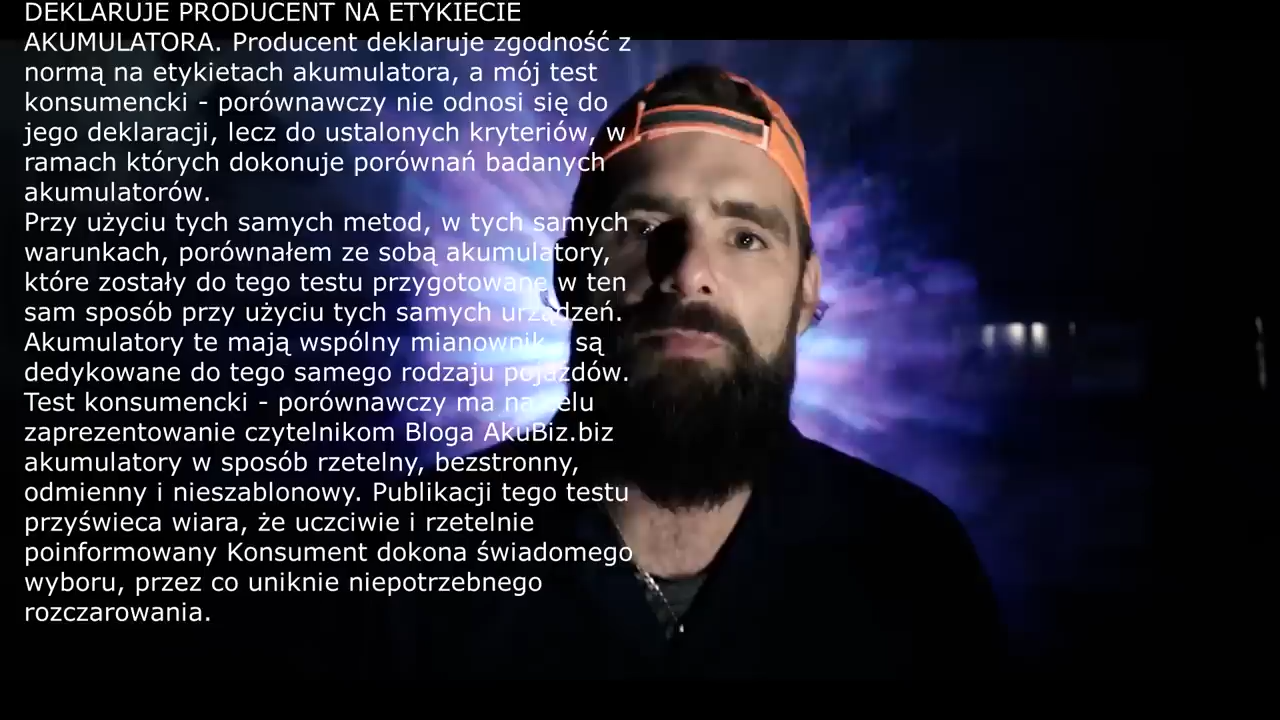 DEKLARUJE PRODUCENT NA ETYKIECIE
AKUMULATORA. Producent deklaruje zgodność z
normą na etykietach akumulatora, a mój test
konsumencki - porównawczy nie odnosi się do
jego deklaracji, lecz do ustalonych kryteriów, w
ramach których dokonuje porównań badanych
akumulatorów.
Przy użyciu tych samych metod, w tych samych
warunkach, porównałem ze sobą akumulatory,
które zostały do tego testu przygotowane w ten
sam sposób przy użyciu tych samych urządzeń.
Akumulatory te mają wspólny mianownik - są
dedykowane do tego samego rodzaju pojazdów.
Test konsumencki - porównawczy ma na celu
zaprezentowanie czytelnikom Bloga AkuBiz.biz
akumulatory w sposób rzetelny, bezstronny,
odmienny i nieszablonowy. Publikacji tego testu
przyświeca wiara, że uczciwie i rzetelnie
poinformowany Konsument dokona świadomego
wyboru, przez co uniknie niepotrzebnego
rozczarowania.